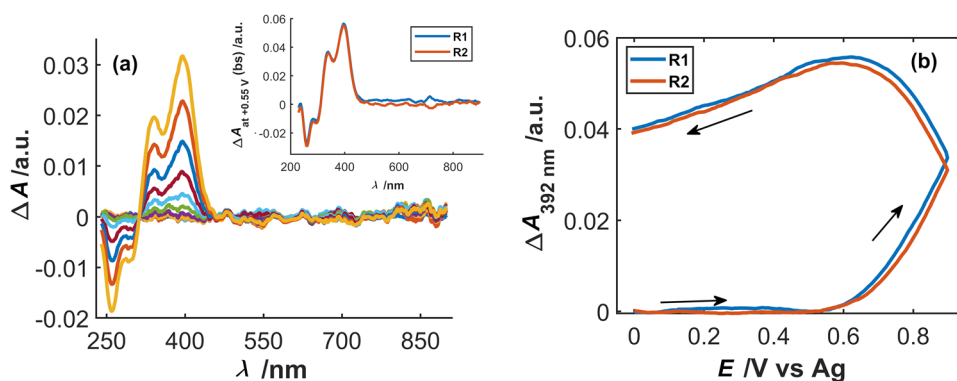 (a)
0.03
0.02
0.01
0
-0.01
-0.02
ΔA /a.u.
250 400 550 700 850
λ /nm
0.06
0.04
0.02
0
-0.02
ΔA at +0.55 V (bs) /a.u.
R1
R2
200 400 600 800
λ /nm
(b)
R1
R2
0.06
0.04
0.02
0
ΔA 392 nm /a.u.
0 0.2 0.4 0.6 0.8
E /V vs Ag